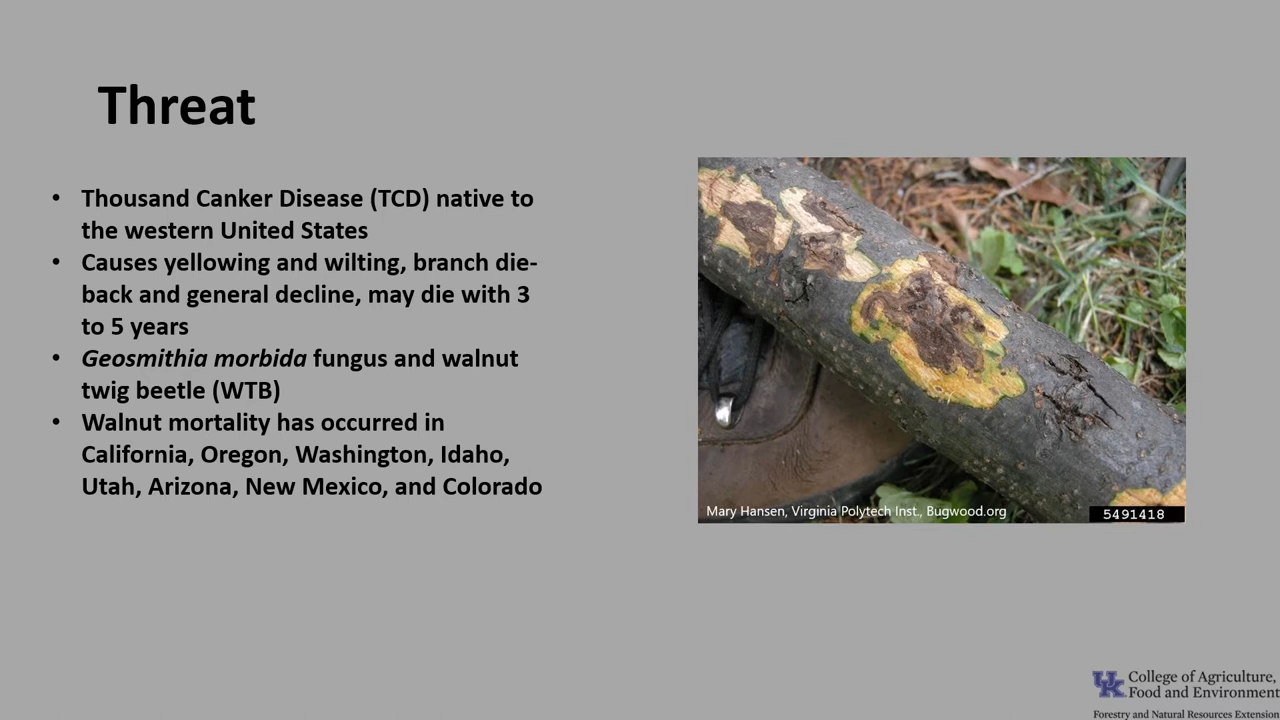 Threat
• Thousand Canker Disease (TCD) native to
the western United States
• Causes yellowing and wilting, branch die-
back and general decline, may die with 3
to 5 years
• Geosmithia morbida fungus and walnut
twig beetle (WTB)
• Walnut mortality has occurred in
California, Oregon, Washington, Idaho,
Utah, Arizona, New Mexico, and Colorado
Mary Hansen, Virginia Polytech Inst., Bugwood.org
5491418
UK College of Agriculture,
Food and Environment
Forestry and Natural Resources Extension